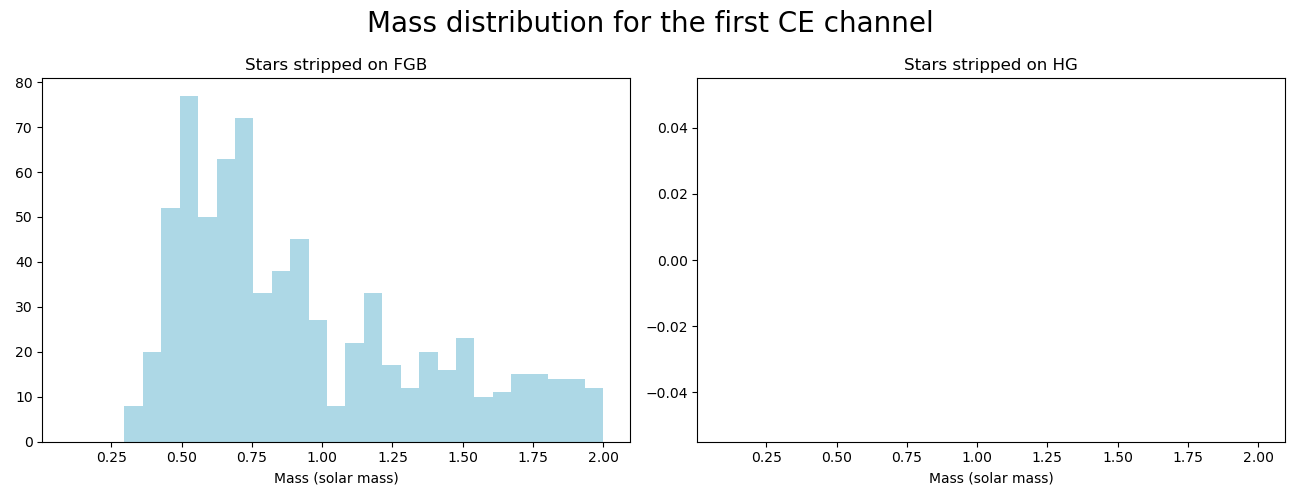 Mass distribution for the first CE channel
Stars stripped on FGB
80
70
60
50
40
30
20
10
0
0.25 0.50 0.75 1.00 1.25 1.50 1.75 2.00
Mass (solar mass)
Stars stripped on HG
0.04
0.02
0.00
−0.02
−0.04
0.25 0.50 0.75 1.00 1.25 1.50 1.75 2.00
Mass (solar mass)